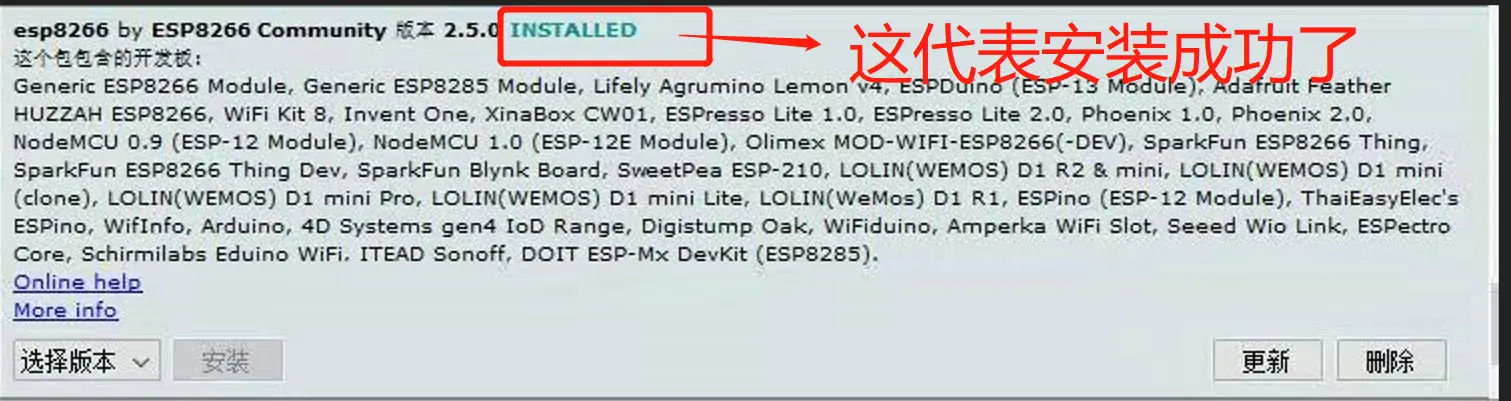 esp8266 by ESP8266 Community 版本 2.5.0 INSTALLED
这代表安装成功了
这个包包含的开发板:
Generic ESP8266 Module, Generic ESP8285 Module, Lifely Agrumino Lemon v4, ESPDuino (ESP-13 Module), Adafruit Feather
HUZZAH ESP8266, WiFi Kit 8, Invent One, XinaBox CW01, ESPresso Lite 1.0, ESPresso Lite 2.0, Phoenix 1.0, Phoenix 2.0,
NodeMCU 0.9 (ESP-12 Module), NodeMCU 1.0 (ESP-12E Module), Olimex MOD-WIFI-ESP8266(-DEV), SparkFun ESP8266 Thing,
SparkFun ESP8266 Thing Dev, SparkFun Blynk Board, SweetPea ESP-210, LOLIN(WEMOS) D1 R2 & mini, LOLIN(WEMOS) D1 mini
(clone), LOLIN(WEMOS) D1 mini Pro, LOLIN(WEMOS) D1 mini Lite, LOLIN(WeMos) D1 R1, ESPino (ESP-12 Module), ThaiEasyElec's
ESPino, WifInfo, Arduino, 4D Systems gen4 IoD Range, Digistump Oak, WiFiduino, Amperka WiFi Slot, Seeed Wio Link, ESPectro
Core, Schirmilabs Eduino WiFi. ITEAD Sonoff, DOIT ESP-Mx DevKit (ESP8285).
Online help
More info
选择版本 安装 更新 删除